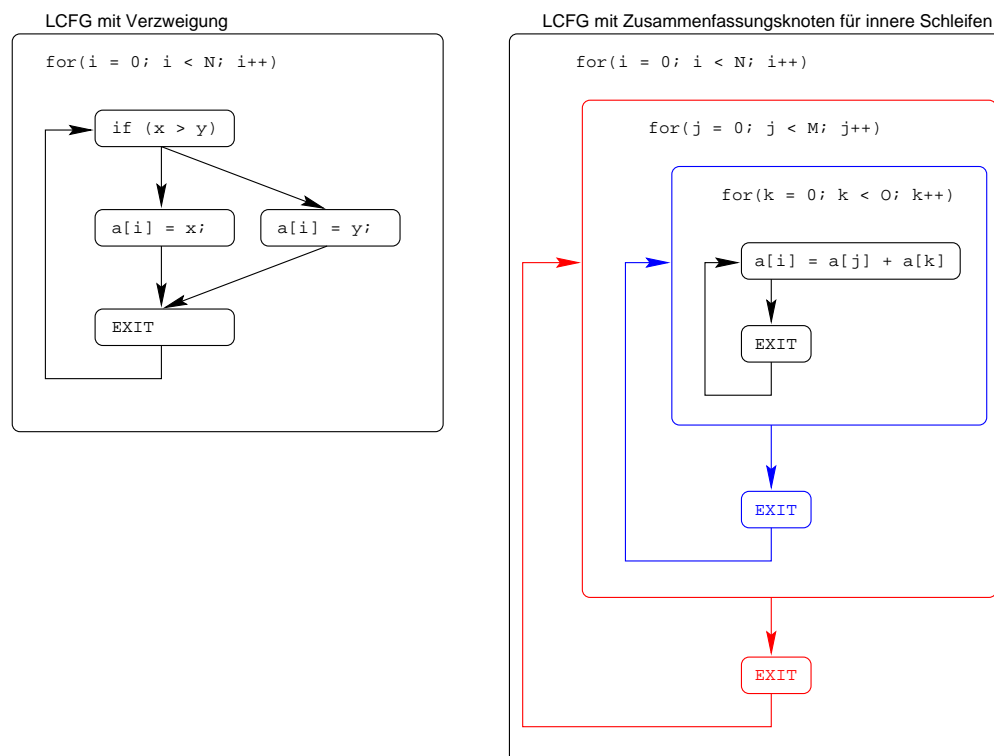 LCFG mit Verzweigung
for(i = 0; i < N; i++)
if (x > y)
a[i] = x;
a[i] = y;
EXIT
LCFG mit Zusammenfassungsknoten für innere Schleifen
for(i = 0; i < N; i++)
for(j = 0; j < M; j++)
for(k = 0; k < O; k++)
a[i] = a[j] + a[k]
EXIT
EXIT
EXIT